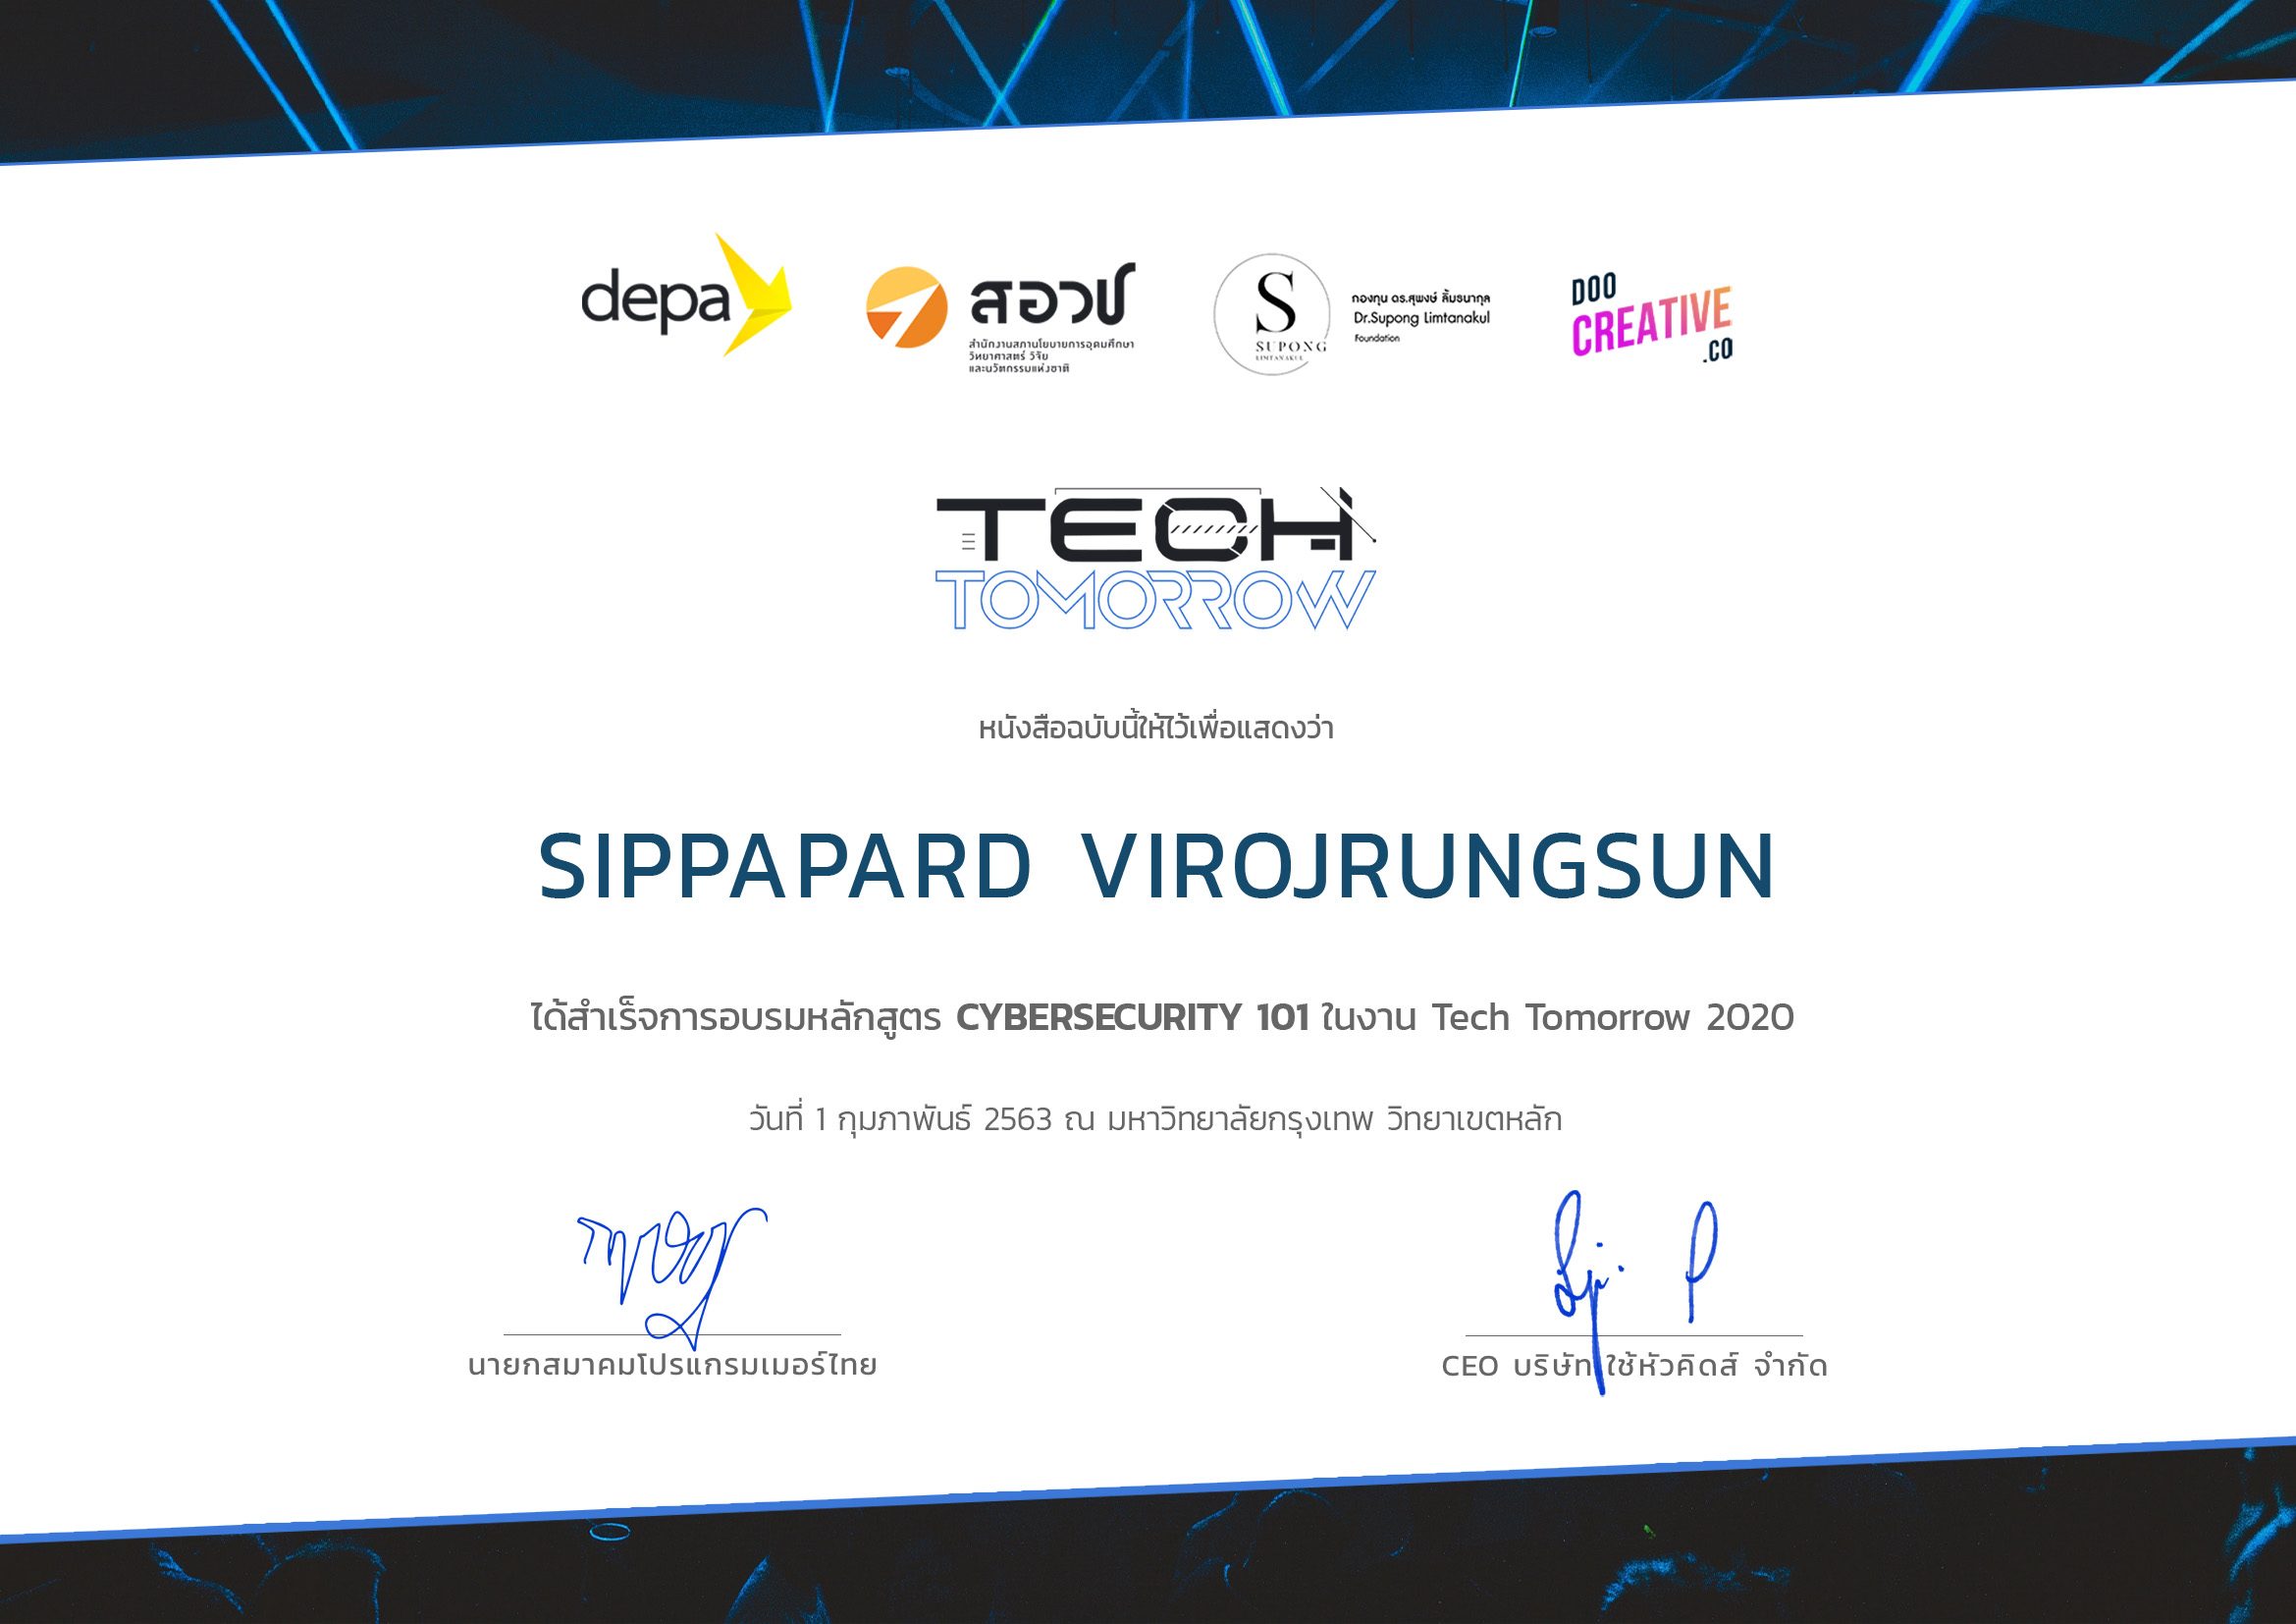 depa
สอวช
สำนักงานสภานโยบายการอุดมศึกษา
วิทยาศาสตร์ วิจัย
และนวัตกรรมแห่งชาติ
S
SUPONG
LIMTANAKUL
กองทุน ดร.สุพงษ์ ลิ้มธนากุล
Dr.Supong Limtanakul
Foundation
DOO
CREATIVE
.CO
TECH
TOMORROW
หนังสือฉบับนี้ให้ไว้เพื่อแสดงว่า
SIPPAPARD VIROJRUNGSUN
ได้สำเร็จการอบรมหลักสูตร CYBERSECURITY 101 ในงาน Tech Tomorrow 2020
วันที่ 1 กุมภาพันธ์ 2563 ณ มหาวิทยาลัยกรุงเทพ วิทยาเขตหลัก
นายกสมาคมโปรแกรมเมอร์ไทย
CEO บริษัท ใช้หัวคิดส์ จำกัด